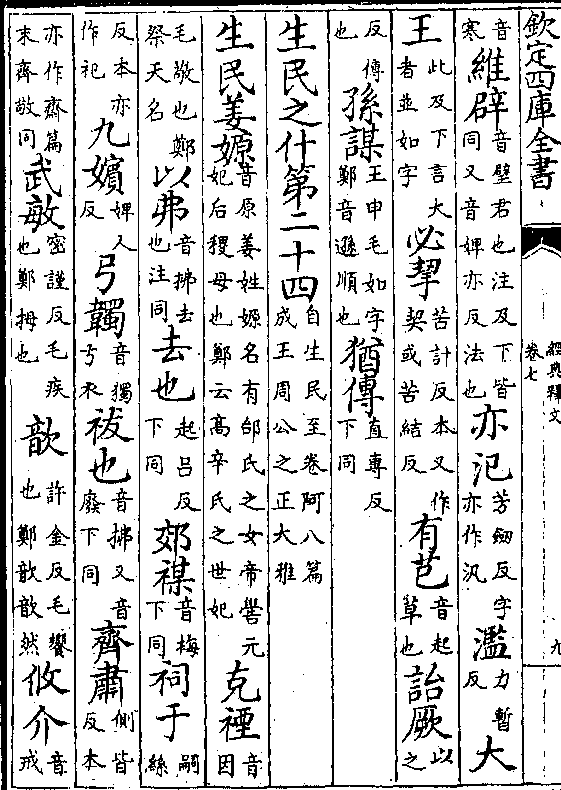 欽定四庫全書
經典釋文
卷七
九
音寒維辟音璧君也注及下皆同又音婢亦反法也亦汜芳劔反字亦作汎濫力暫反大
王此及下言大王者並如字必挈苦計反本又作契或苦結反有芑音起草也詒厥以之
反傳也孫謀王申毛如字鄭音遜順也猶傳直專反下同
生民之什第二十四自生民至卷阿八篇成王周公之正大雅
生民姜嫄音原姜姓嫄名有邰氏之女帝嚳元妃后稷母也鄭云高辛氏之世妃克禋音因
毛敬也鄭祭天名以弗音拂去也注同去也起呂反下同郊禖音梅下同祠于嗣絲
反本亦作祀九嬪婢人反弓韣音獨弓衣祓也音拂又音廢下同齊肅側皆反本
亦作齋篇末齊敬同武敏密謹反毛疾也鄭拇也歆許金反毛饗也鄭歆歆然攸介音戒